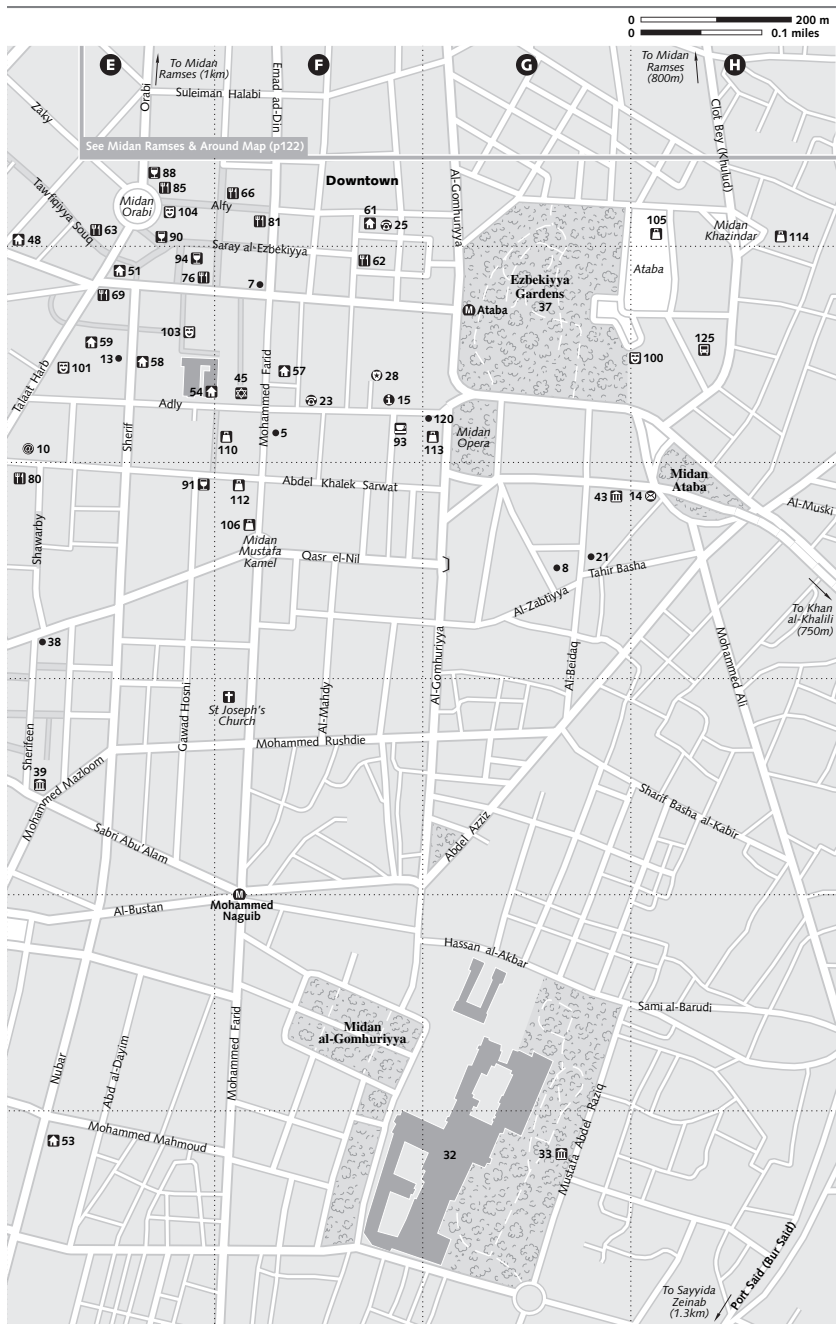 0 200 m
0 0.1 miles
E
F
G
H
To Midan
Ramses (1km)
To Midan
Ramses
(800m)
Zaky
Orabi
Suleiman Halabi
Emad ad-Din
Clot Bey (Khulud)
See Midan Ramses & Around Map (p122)
Tawfiqiyya Souq
Midan
Orabi
88
85
66
Downtown
Al-Gomhuriyya
104
Alfy
81
61
25
105
Midan
Khazindar
114
48
63
90
Saray al-Ezbekiyya
94
62
Ataba
51
76
7
Ezbekiyya
Gardens
37
69
M Ataba
103
59
13
58
101
Talaat Harb
57
28
100
125
54
45
Mohammed Farid
Adly
23
15
120
Sherif
110
5
93
113
Midan
Opera
@ 10
Midan
Ataba
80
91
112
Abdel Khalek Sarwat
43
14
Al-Muski
Shawarby
106
Midan
Mustafa
Kamel
Qasr el-Nil
8
21
Tahir Basha
Al-Zabtiyya
To Khan
al-Khalili
(750m)
38
Al-Gomhuriyya
Al-Beidaq
Mohammed Ali
Gawad Hosni
St Joseph's
Church
Al-Mahdy
Sherifeen
Mohammed Rushdie
39
Mohammed Mazloom
Sharif Basha al-Kabir
Sabri Abu'Alam
Abdel Azziz
M
Al-Bustan
Mohammed
Naguib
Hassan al-Akbar
Sami al-Barudi
Midan
al-Gomhuriyya
Nubar
Abd al-Dayim
Mohammed Farid
Mustafa Abdel Raziq
53
Mohammed Mahmoud
32
33
Port Said (Bur Said)
To Sayyida
Zeinab
(1.3km)